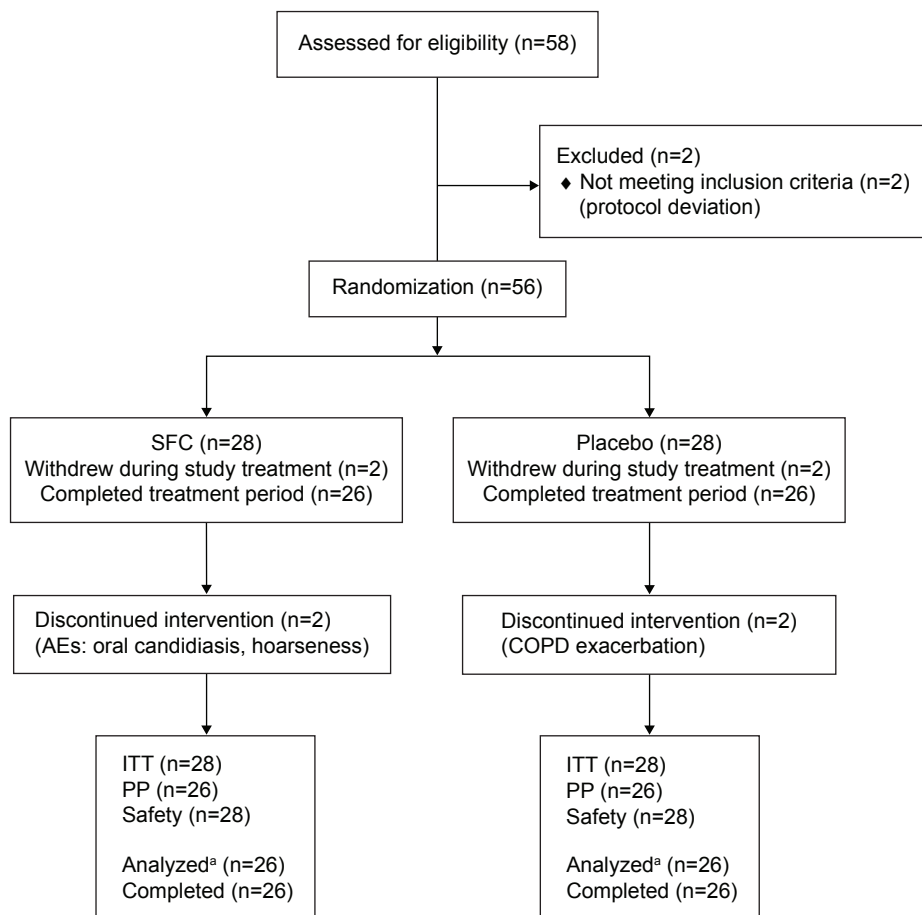 Assessed for eligibility (n=58)
Excluded (n=2)
♦ Not meeting inclusion criteria (n=2)
(protocol deviation)
Randomization (n=56)
SFC (n=28)
Withdrew during study treatment (n=2)
Completed treatment period (n=26)
Placebo (n=28)
Withdrew during study treatment (n=2)
Completed treatment period (n=26)
Discontinued intervention (n=2)
(AEs: oral candidiasis, hoarseness)
Discontinued intervention (n=2)
(COPD exacerbation)
ITT (n=28)
PP (n=26)
Safety (n=28)
Analyzedᵃ (n=26)
Completed (n=26)
ITT (n=28)
PP (n=26)
Safety (n=28)
Analyzedᵃ (n=26)
Completed (n=26)